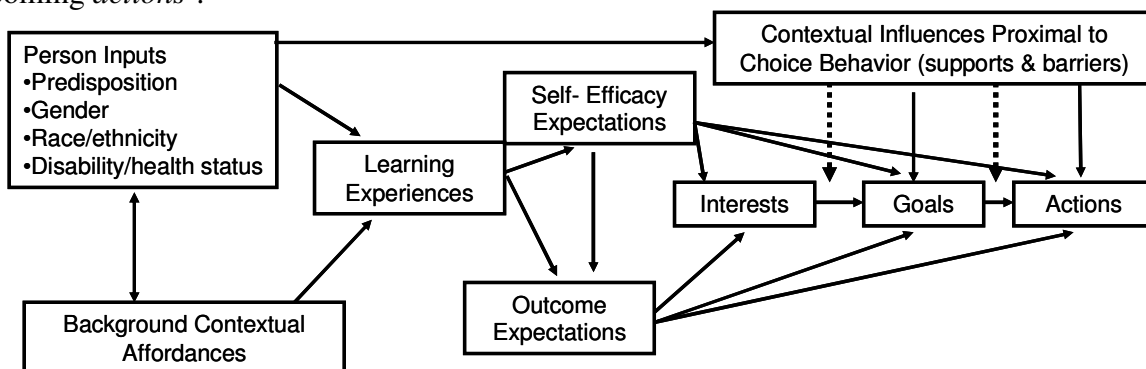 actions
Person Inputs
•Predisposition
•Gender
•Race/ethnicity
•Disability/health status
Contextual Influences Proximal to
Choice Behavior (supports & barriers)
Self- Efficacy
Expectations
Learning
Experiences
Interests
Goals
Actions
Outcome
Expectations
Background Contextual
Affordances